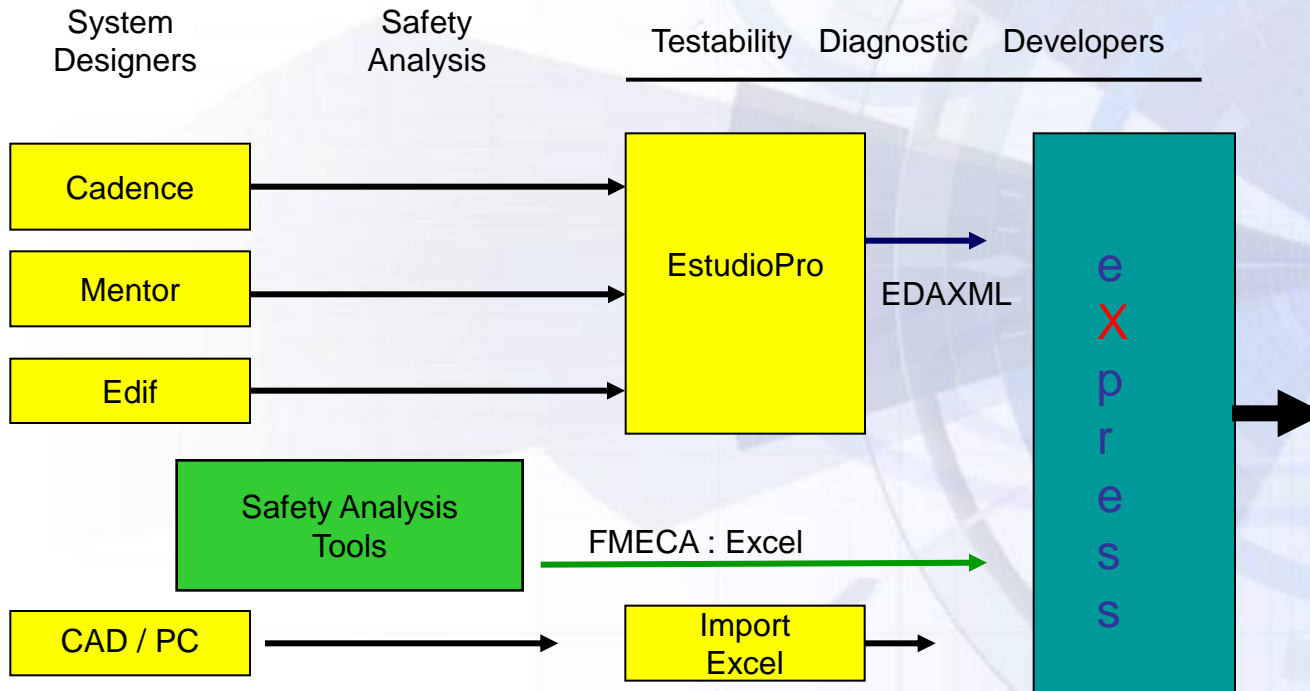 System
Designers
Safety
Analysis
Testability Diagnostic Developers
Cadence
Mentor
Edif
EstudioPro
EDAXML
Safety Analysis
Tools
FMECA : Excel
CAD / PC
Import
Excel
e
X
p
r
e
s
s